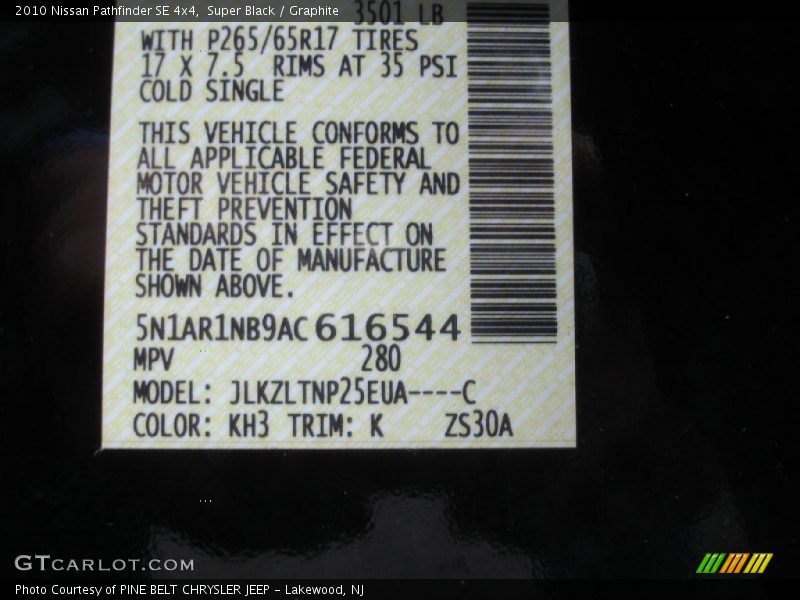 2010 Nissan Pathfinder SE 4x4, Super Black / Graphite
3501 LB
WITH P265/65R17 TIRES
17 X 7.5 RIMS AT 35 PSI
COLD SINGLE
THIS VEHICLE CONFORMS TO
ALL APPLICABLE FEDERAL
MOTOR VEHICLE SAFETY AND
THEFT PREVENTION
STANDARDS IN EFFECT ON
THE DATE OF MANUFACTURE
SHOWN ABOVE.
5N1AR1NB9AC616544
MPV 280
MODEL: JLKZLTNP25EUA----C
COLOR: KH3 TRIM: K ZS30A
GTCARLOT.COM
Photo Courtesy of PINE BELT CHRYSLER JEEP - Lakewood, NJ